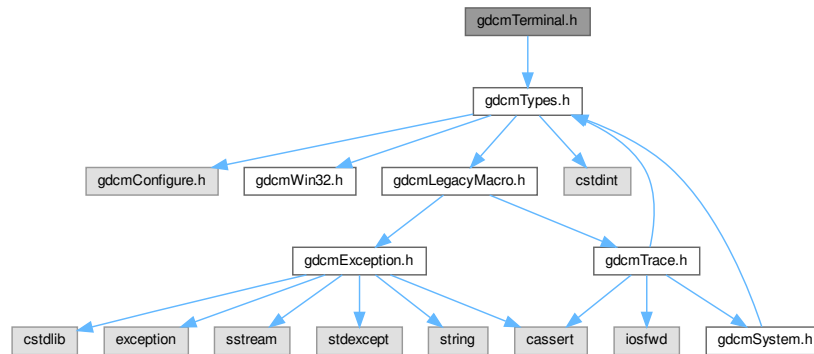 gdcmTerminal.h
gdcmTypes.h
gdcmConfigure.h
gdcmWin32.h
gdcmLegacyMacro.h
cstdint
gdcmException.h
gdcmTrace.h
cstdlib
exception
sstream
stdexcept
string
cassert
iosfwd
gdcmSystem.h